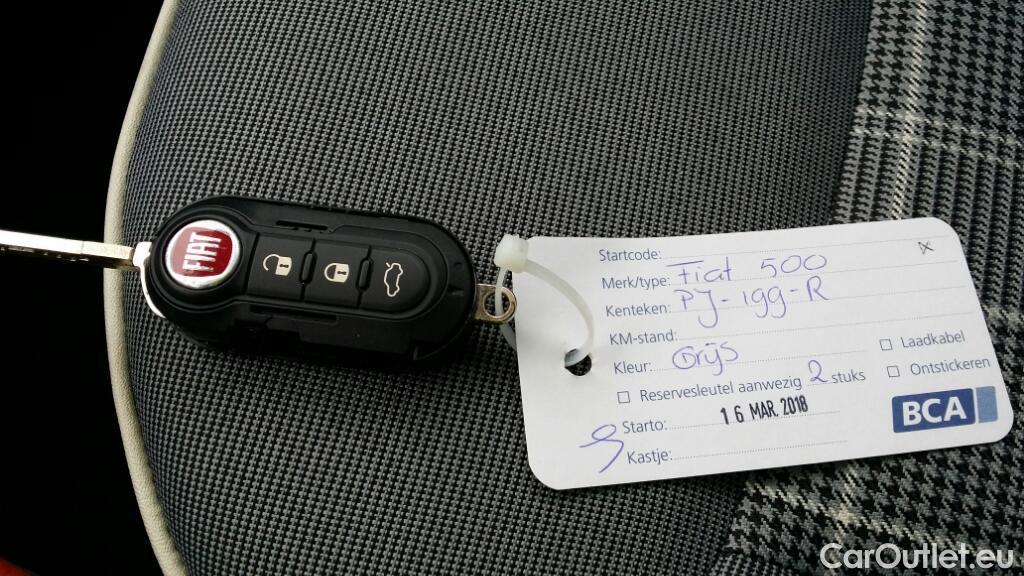 FIAT
Startcode:
Merk/type: Fiat 500
Kenteken: PJ-199-R
KM-stand:
Kleur: Grijs
Laadkabel
Reservesleutel aanwezig 2 stuks
Ontstickeren
Starto: 16 MAR. 2018
BCA
Kastje:
CarOutlet.eu